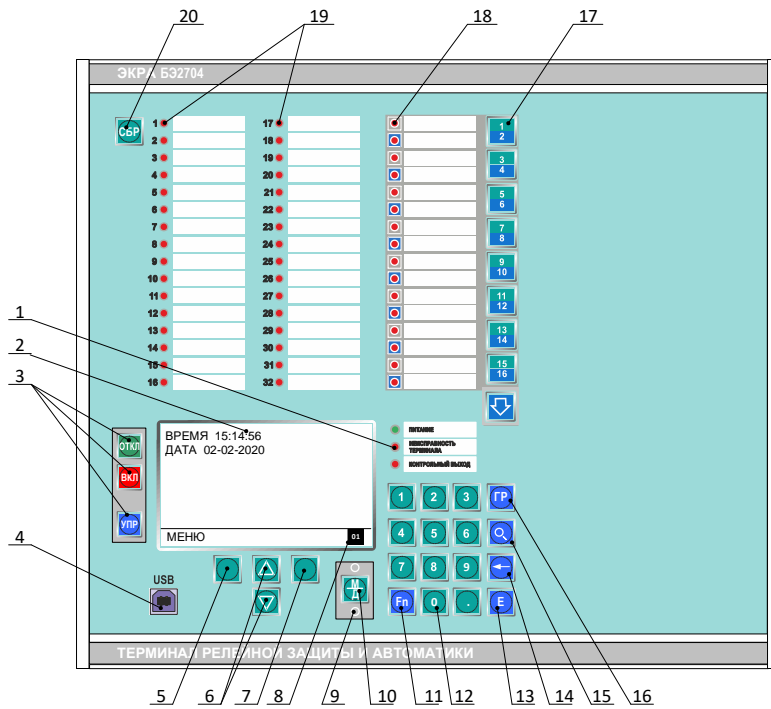 20 19 18 17
ЭКРА БЭ2704
СБР
1 17 1
2 18 2
3 19 3
4 20 4
5 21 5
6 22 6
7 23 7
8 24 8
9 25 9
10 26 10
11 27 11
12 28 12
13 29 13
14 30 14
15 31 15
16 32 16
1
2
3
4
ОТКЛ
ВКЛ
УПР
ВРЕМЯ 15:14:56
ДАТА 02-02-2020
МЕНЮ 01
ПИТАНИЕ
НЕИСПРАВНОСТЬ
ТЕРМИНАЛА
КОНТРОЛЬНЫЙ ВЫХОД
1 2 3 ГР
4 5 6
7 8 9
Fn 0 . E
USB
М
Д
ТЕРМИНАЛ РЕЛЕЙНОЙ ЗАЩИТЫ И АВТОМАТИКИ
5 6 7 8 9 10 11 12 13 14 15 16